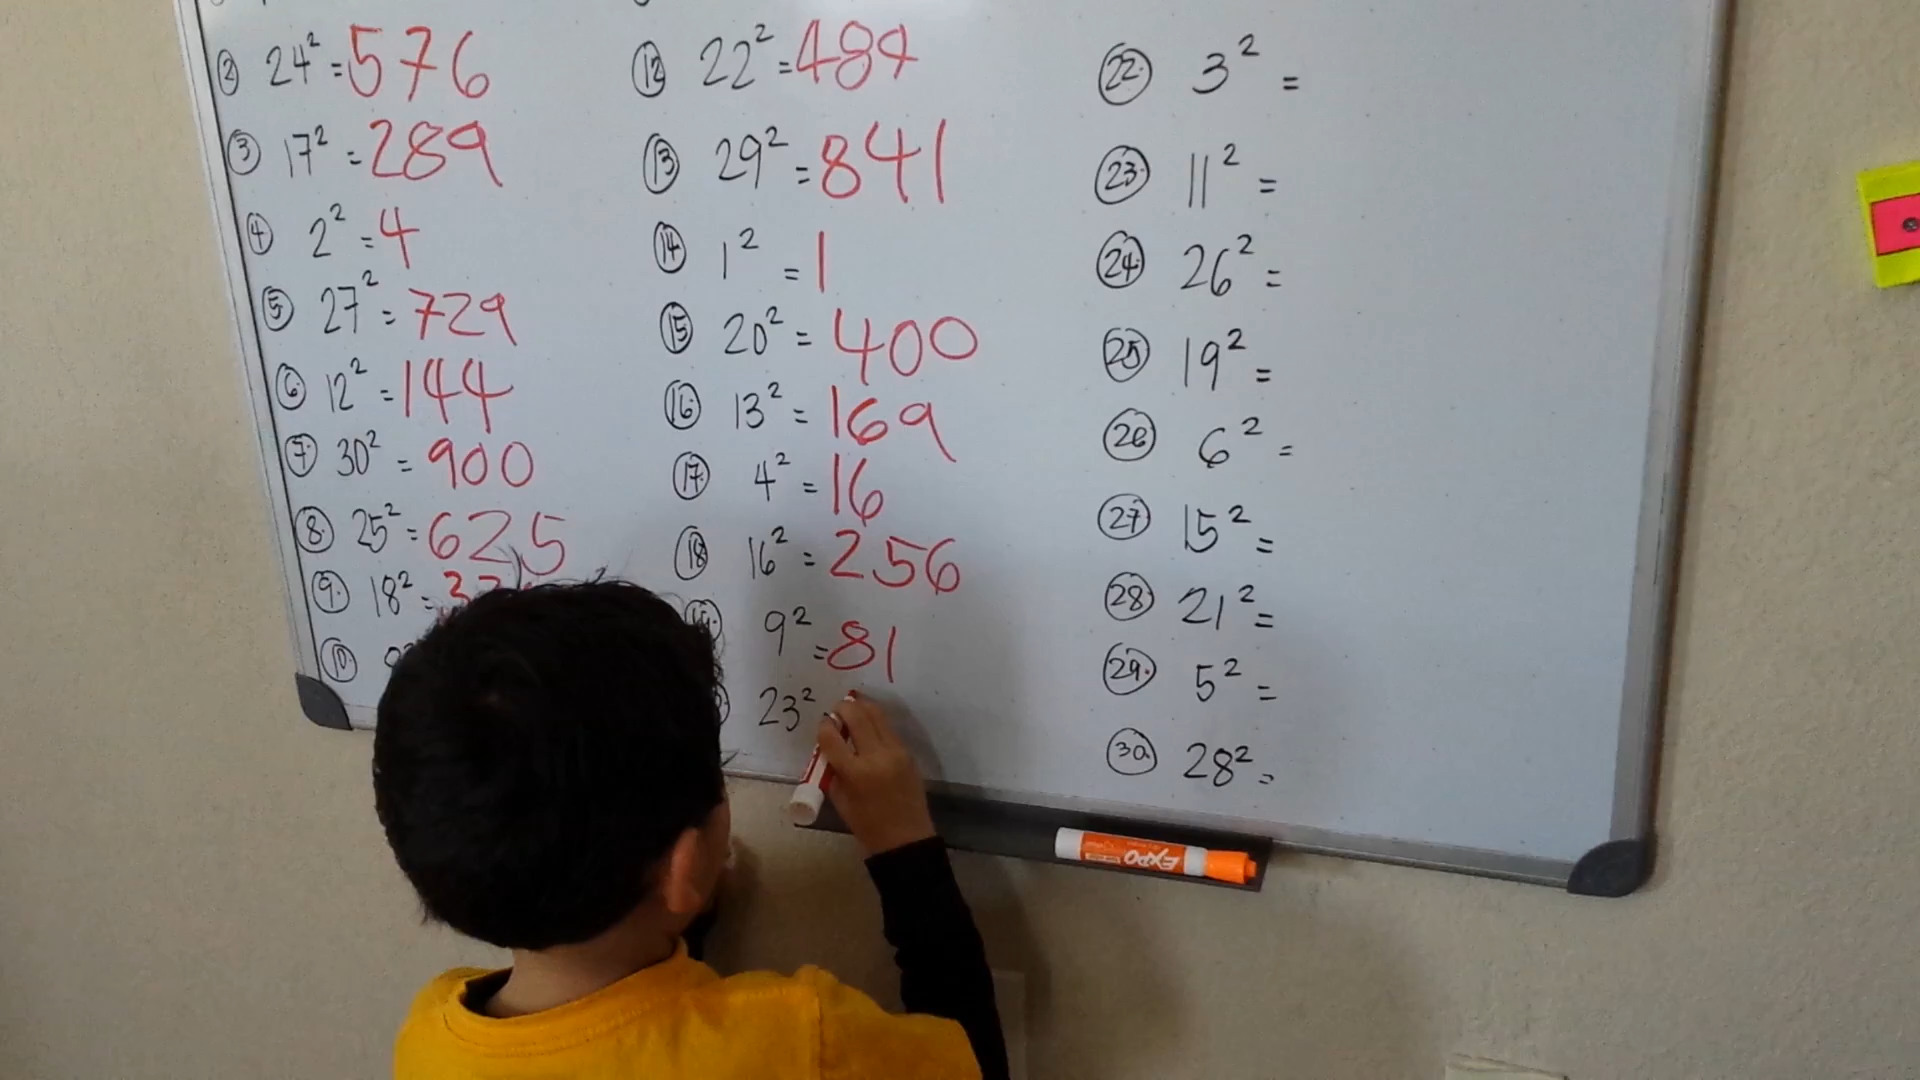 ② 24² = 576
③ 17² = 289
④ 2² = 4
⑤ 27² = 729
⑥ 12² = 144
⑦ 30² = 900
⑧ 25² = 625
⑨ 18² = 3
⑩
⑫ 22² = 484
⑬ 29² = 841
⑭ 1² = 1
⑮ 20² = 400
⑯ 13² = 169
⑰ 4² = 16
⑱ 16² = 256
9² = 81
23²
㉒ 3² =
㉓ 11² =
㉔ 26² =
㉕ 19² =
㉖ 6² =
㉗ 15² =
㉘ 21² =
㉙ 5² =
㉚ 28² =
EXPO